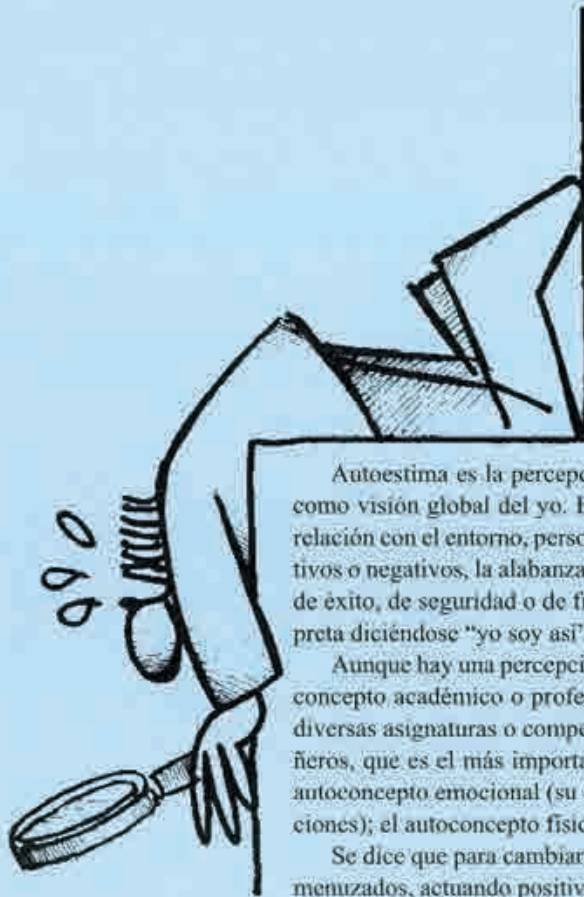 Autoestima es la percepc
como visión global del yo. E
relación con el entorno, perso
tivos o negativos, la alabanza
de éxito, de seguridad o de f
preta diciéndose "yo soy así"
Aunque hay una percepci
concepto académico o profe
diversas asignaturas o compe
ñeros, que es el más importa
autoconcepto emocional (su
ciones); el autoconcepto físic
Se dice que para cambiar
menuzados, actuando positiv